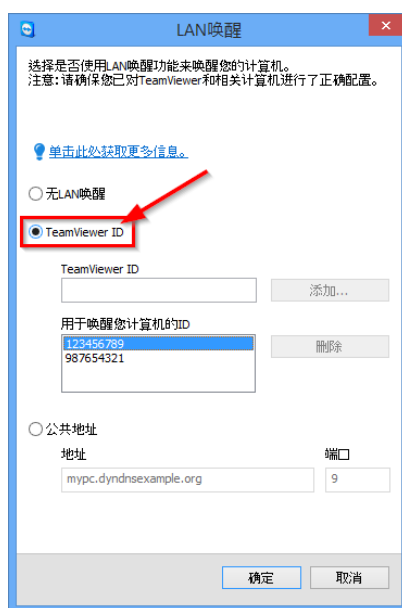 LAN唤醒
选择是否使用LAN唤醒功能来唤醒您的计算机。
注意:请确保您已对TeamViewer和相关计算机进行了正确配置。
单击此处获取更多信息。
无LAN唤醒
TeamViewer ID
TeamViewer ID
添加...
用于唤醒您计算机的ID
123456789
987654321
删除
公共地址
地址
端口
mypc.dyndnsexample.org
9
确定
取消